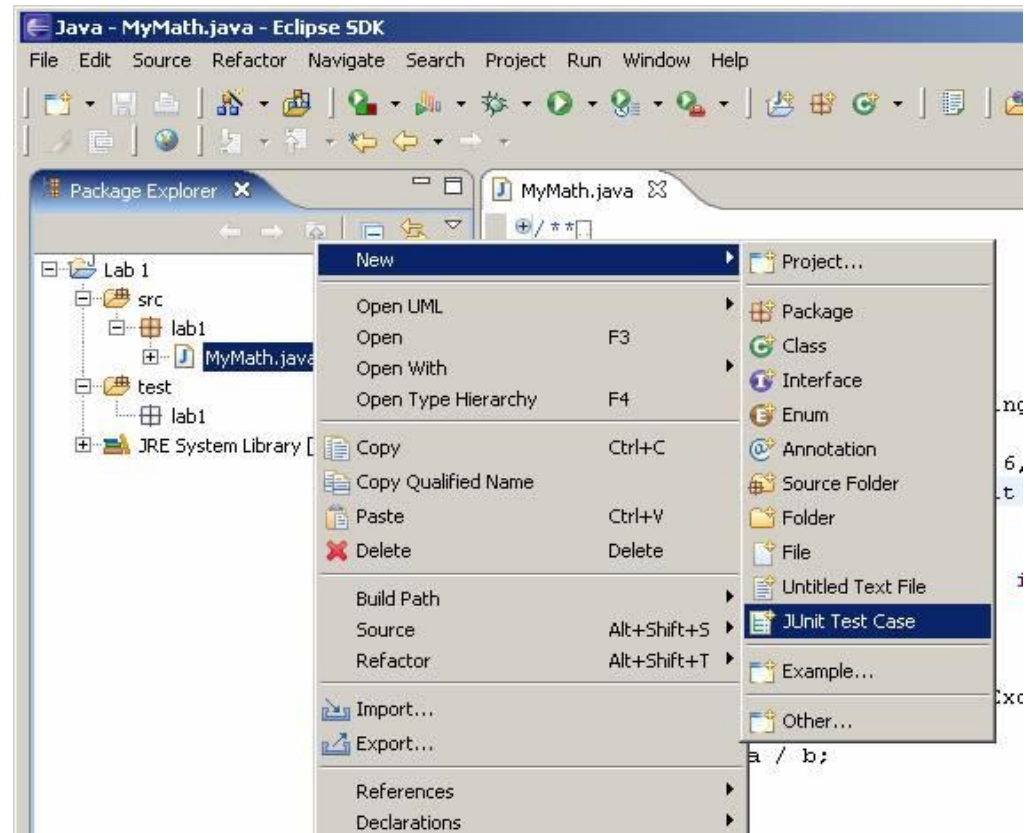 Java - MyMath.java - Eclipse SDK
File Edit Source Refactor Navigate Search Project Run Window Help
Package Explorer
MyMath.java
/**
Lab 1
src
lab1
MyMath.java
test
lab1
JRE System Library [
New
Open UML
Open F3
Open With
Open Type Hierarchy F4
Copy Ctrl+C
Copy Qualified Name
Paste Ctrl+V
Delete Delete
Build Path
Source Alt+Shift+S
Refactor Alt+Shift+T
Import...
Export...
References
Declarations
Project...
Package
Class
Interface
Enum
Annotation
Source Folder
Folder
File
Untitled Text File
JUnit Test Case
Example...
Other...
6,
a / b;